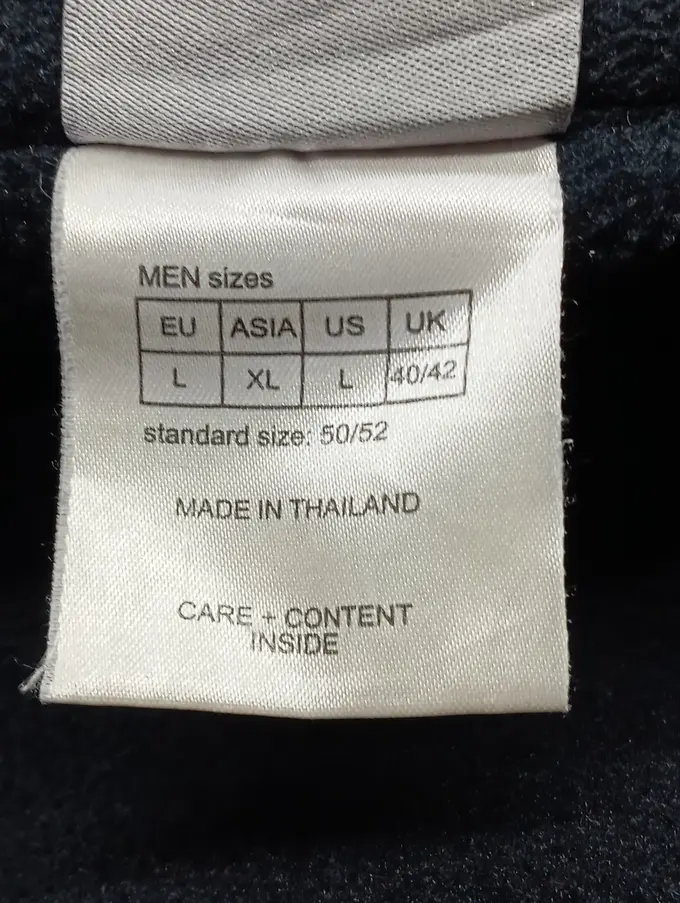 MEN sizes
EU ASIA US UK
L XL L 40/42
standard size: 50/52
MADE IN THAILAND
CARE + CONTENT
INSIDE